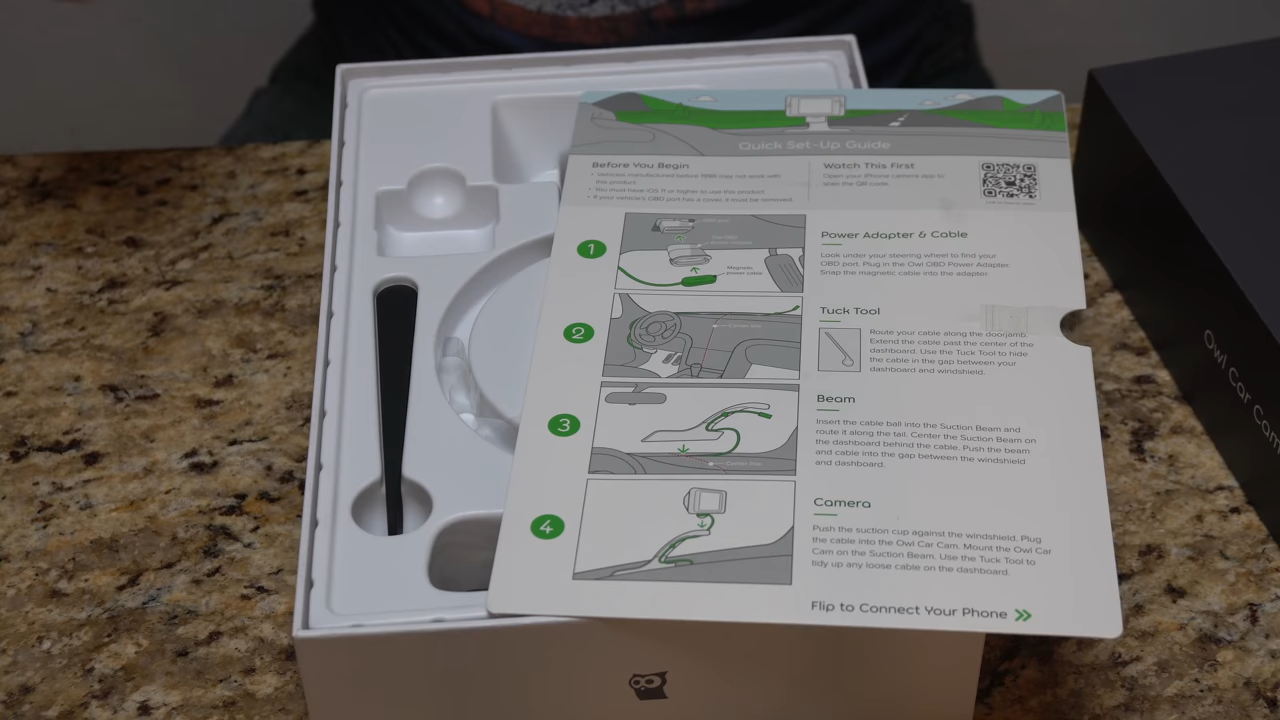 Quick Set-Up Guide
Before You Begin
• Vehicles manufactured before 1996 may not work with
this product.
• You must have iOS 11 or higher to use this product.
• If your vehicle's OBD port has a cover, it must be removed.
Watch This First
Open your iPhone camera app to
scan the QR code.
1
Magnetic
power cable
Power Adapter & Cable
Look under your steering wheel to find your
OBD port. Plug in the Owl OBD Power Adapter.
Snap the magnetic cable into the adapter.
2
Center line
Tuck Tool
Route your cable along the doorjamb.
Extend the cable past the center of the
dashboard. Use the Tuck Tool to hide
the cable in the gap between your
dashboard and windshield.
3
Center line
Beam
Insert the cable ball into the Suction Beam and
route it along the tail. Center the Suction Beam on
the dashboard behind the cable. Push the beam
and cable into the gap between the windshield
and dashboard.
4
Camera
Push the suction cup against the windshield. Plug
the cable into the Owl Car Cam. Mount the Owl Car
Cam on the Suction Beam. Use the Tuck Tool to
tidy up any loose cable on the dashboard.
Flip to Connect Your Phone »
Owl Car Cam